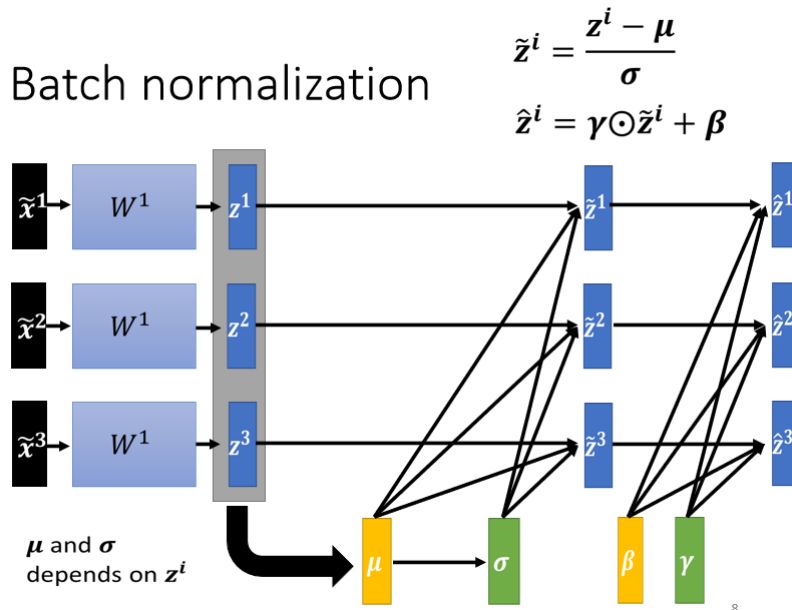 Batch normalization
z̃ⁱ = (zⁱ − μ) / σ
ẑⁱ = γ⊙z̃ⁱ + β
x̃¹ W¹ z¹ z̃¹ ẑ¹
x̃² W¹ z² z̃² ẑ²
x̃³ W¹ z³ z̃³ ẑ³
μ and σ
depends on zⁱ
μ σ β γ
8